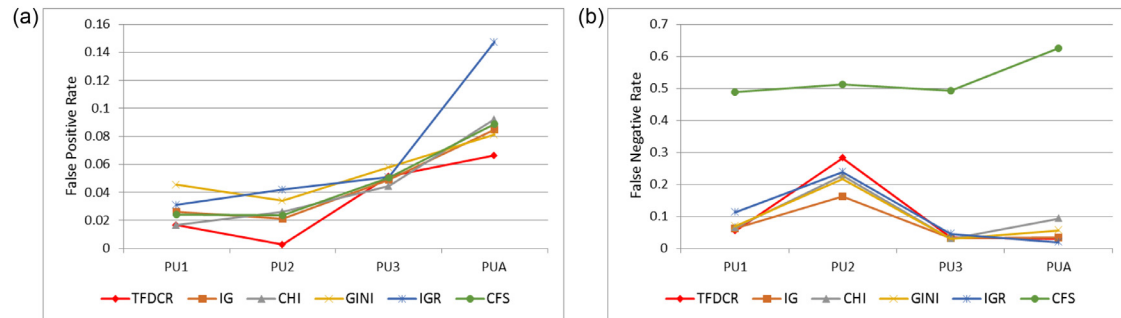 (a)
False Positive Rate
0.16
0.14
0.12
0.1
0.08
0.06
0.04
0.02
0
PU1 PU2 PU3 PUA
TFDCR IG CHI GINI IGR CFS
(b)
False Negative Rate
0.7
0.6
0.5
0.4
0.3
0.2
0.1
0
PU1 PU2 PU3 PUA
TFDCR IG CHI GINI IGR CFS